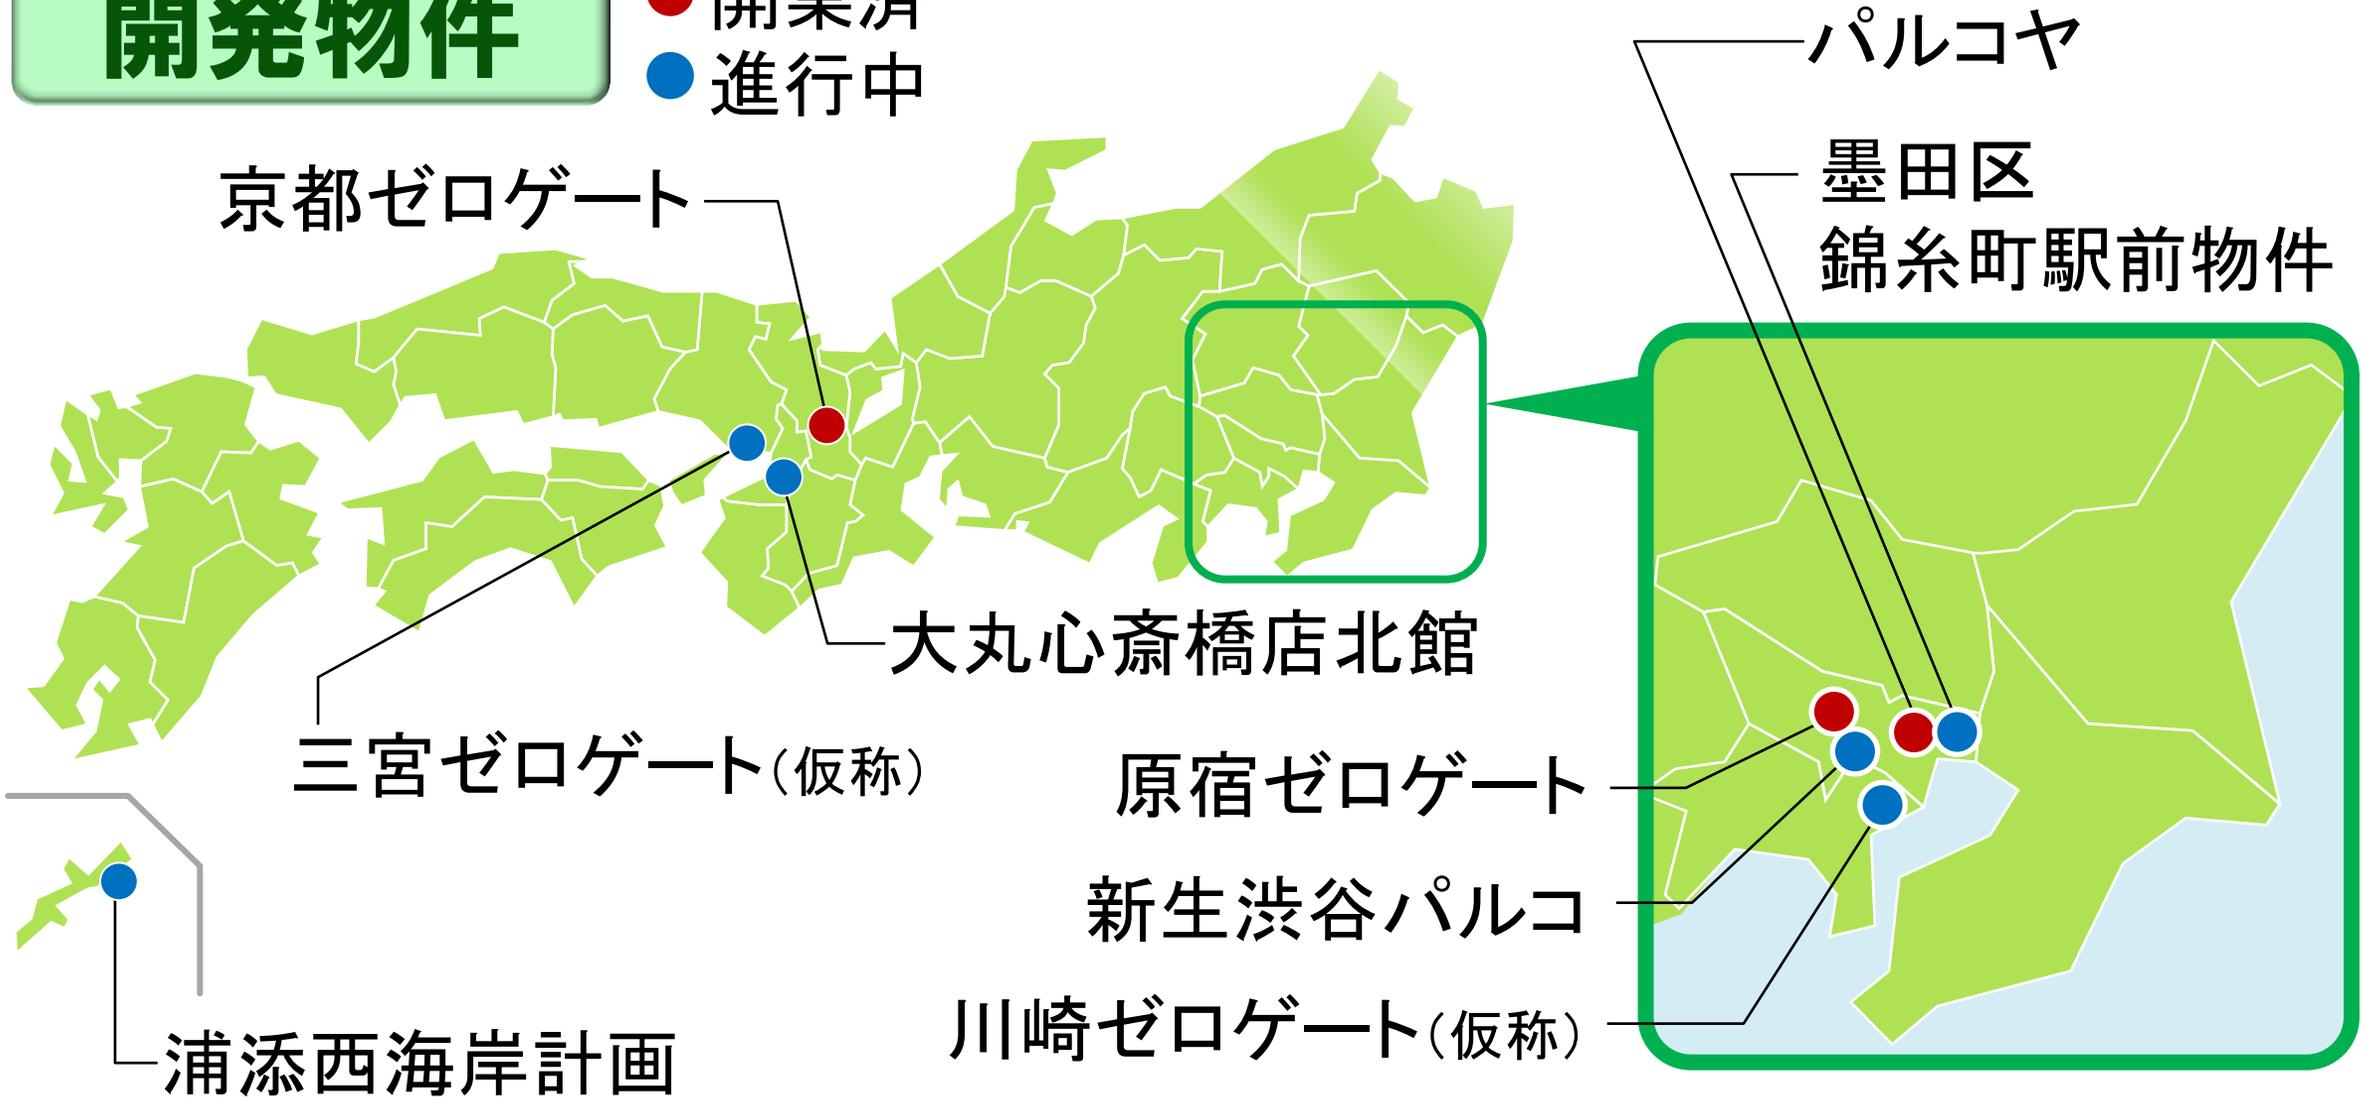 開発物件
開業済
進行中
パルコヤ
墨田区
錦糸町駅前物件
京都ゼロゲート
大丸心斎橋店北館
三宮ゼロゲート(仮称)
原宿ゼロゲート
新生渋谷パルコ
川崎ゼロゲート(仮称)
浦添西海岸計画